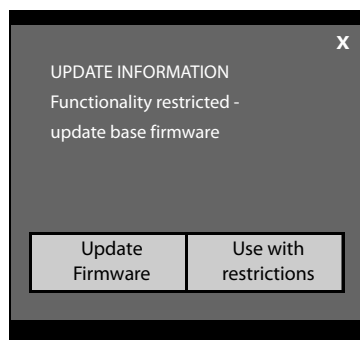 X
UPDATE INFORMATION
Functionality restricted -
update base firmware
Update
Firmware
Use with
restrictions